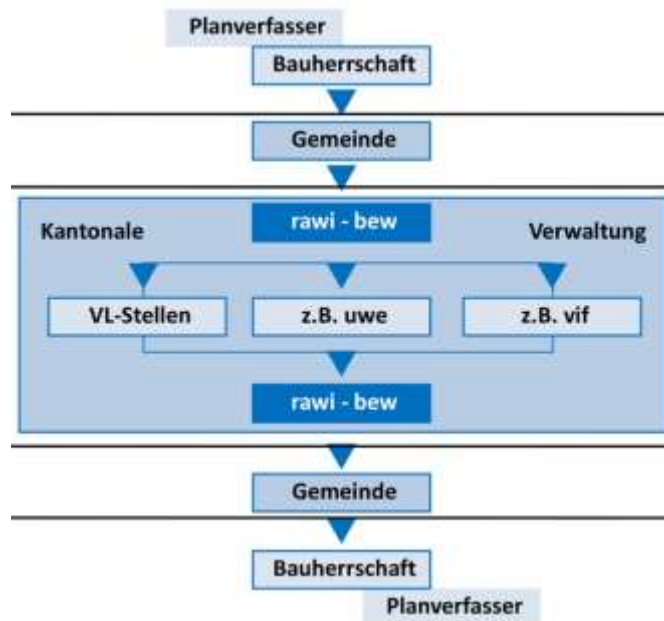 Planverfasser
Bauherrschaft
Gemeinde
Kantonale rawi - bew Verwaltung
VL-Stellen z.B. uwe z.B. vif
rawi - bew
Gemeinde
Bauherrschaft
Planverfasser